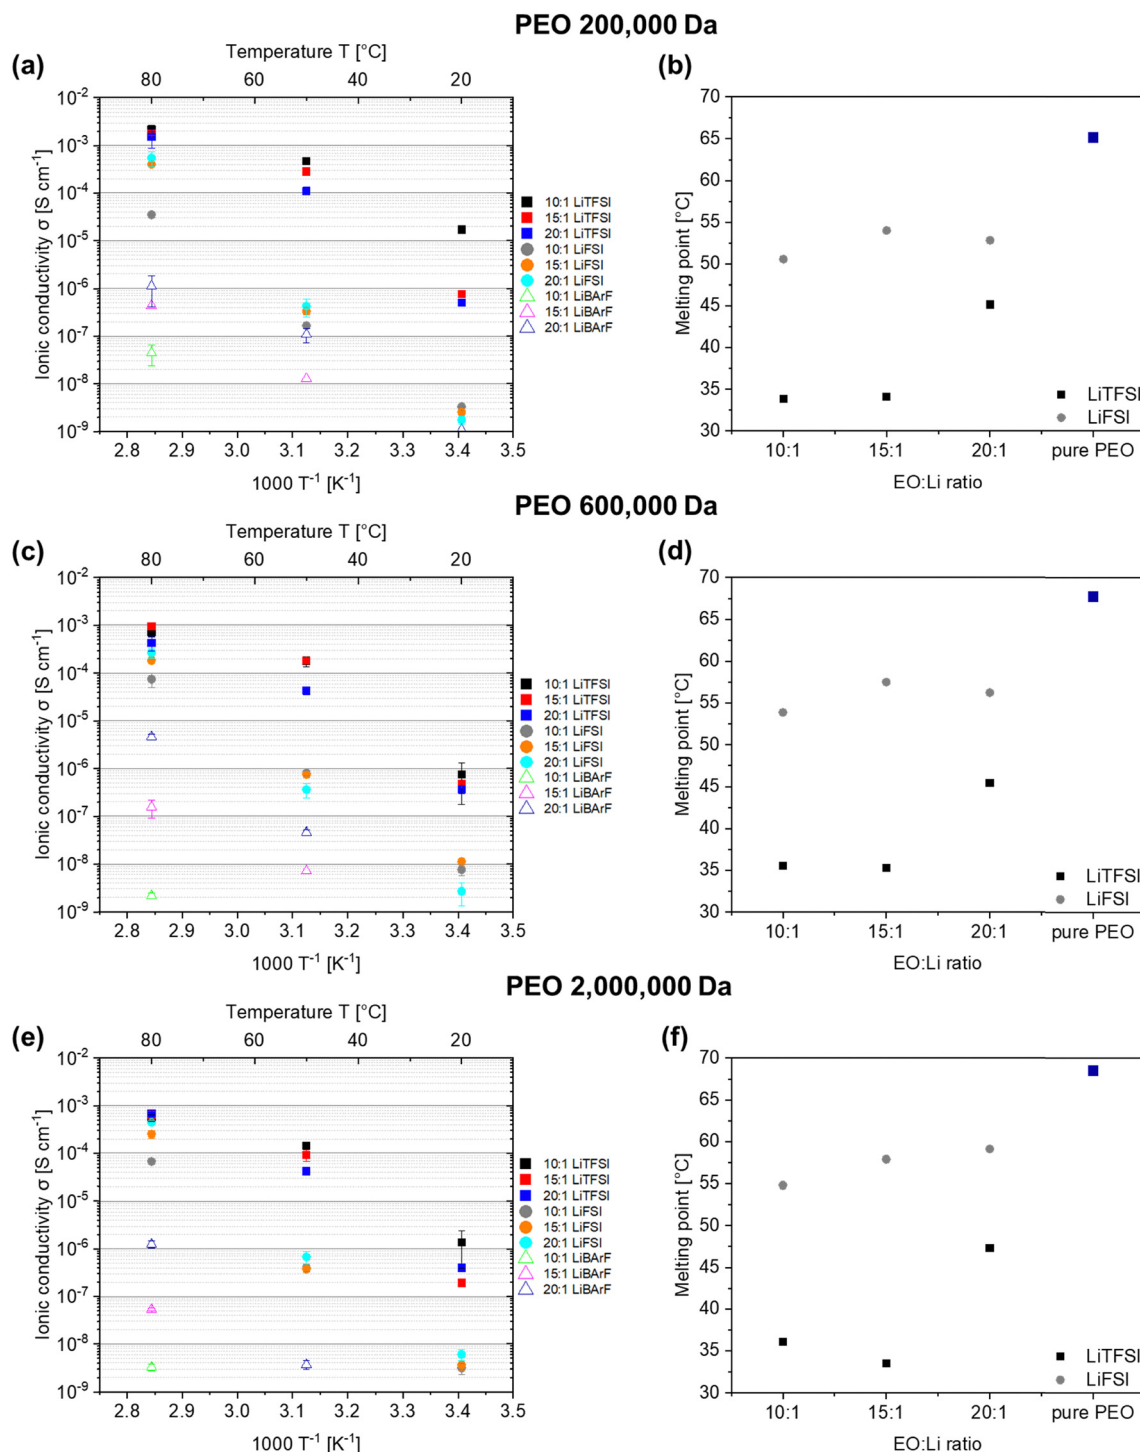 PEO 200,000 Da
(a)
Temperature T [°C]
80 60 40 20
10⁻²
10⁻³
10⁻⁴
10⁻⁵
10⁻⁶
10⁻⁷
10⁻⁸
10⁻⁹
Ionic conductivity σ [S cm⁻¹]
2.8 2.9 3.0 3.1 3.2 3.3 3.4 3.5
1000 T⁻¹ [K⁻¹]
10:1 LiTFSI
15:1 LiTFSI
20:1 LiTFSI
10:1 LiFSI
15:1 LiFSI
20:1 LiFSI
10:1 LiBArF
15:1 LiBArF
20:1 LiBArF
(b)
70
65
60
55
50
45
40
35
30
Melting point [°C]
LiTFSI
LiFSI
10:1 15:1 20:1 pure PEO
EO:Li ratio
PEO 600,000 Da
(c)
Temperature T [°C]
80 60 40 20
10⁻²
10⁻³
10⁻⁴
10⁻⁵
10⁻⁶
10⁻⁷
10⁻⁸
10⁻⁹
Ionic conductivity σ [S cm⁻¹]
2.8 2.9 3.0 3.1 3.2 3.3 3.4 3.5
1000 T⁻¹ [K⁻¹]
10:1 LiTFSI
15:1 LiTFSI
20:1 LiTFSI
10:1 LiFSI
15:1 LiFSI
20:1 LiFSI
10:1 LiBArF
15:1 LiBArF
20:1 LiBArF
(d)
70
65
60
55
50
45
40
35
30
Melting point [°C]
LiTFSI
LiFSI
10:1 15:1 20:1 pure PEO
EO:Li ratio
PEO 2,000,000 Da
(e)
Temperature T [°C]
80 60 40 20
10⁻²
10⁻³
10⁻⁴
10⁻⁵
10⁻⁶
10⁻⁷
10⁻⁸
10⁻⁹
Ionic conductivity σ [S cm⁻¹]
2.8 2.9 3.0 3.1 3.2 3.3 3.4 3.5
1000 T⁻¹ [K⁻¹]
10:1 LiTFSI
15:1 LiTFSI
20:1 LiTFSI
10:1 LiFSI
15:1 LiFSI
20:1 LiFSI
10:1 LiBArF
15:1 LiBArF
20:1 LiBArF
(f)
70
65
60
55
50
45
40
35
30
Melting point [°C]
LiTFSI
LiFSI
10:1 15:1 20:1 pure PEO
EO:Li ratio